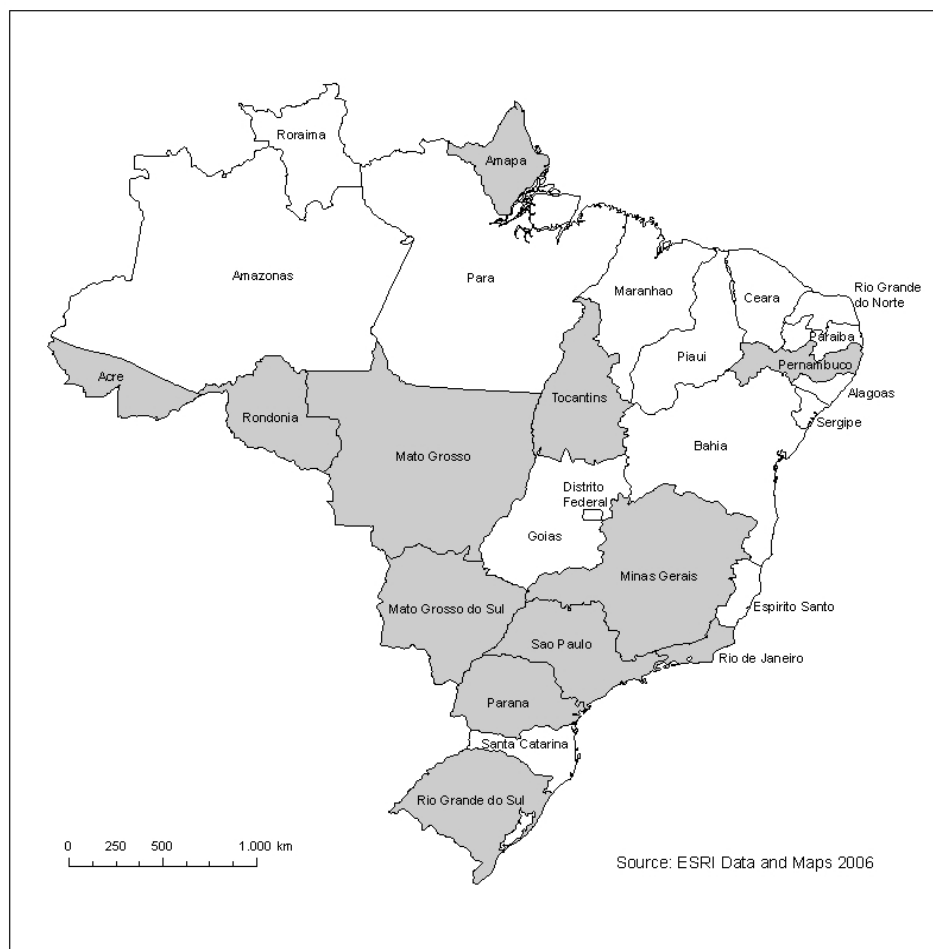 Roraima
Amapa
Amazonas
Para
Maranhao
Ceara
Rio Grande
do Norte
Paraiba
Piaui
Pernambuco
Acre
Alagoas
Tocantins
Rondonia
Sergipe
Bahia
Mato Grosso
Distrito
Federal
Goias
Minas Gerais
Mato Grosso do Sul
Espirito Santo
Sao Paulo
Rio de Janeiro
Parana
Santa Catarina
Rio Grande do Sul
0 250 500 1.000 km
Source: ESRI Data and Maps 2006